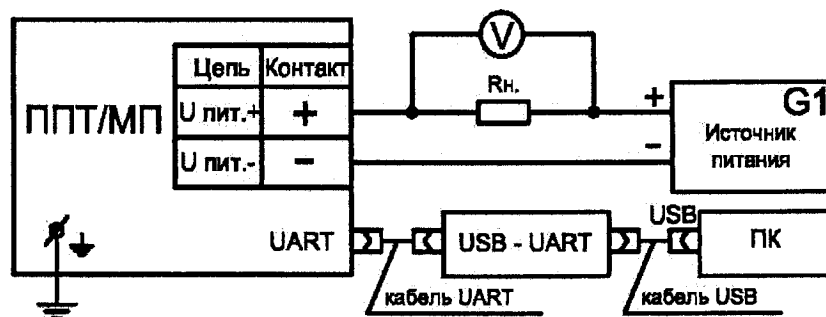 V
Цепь Контакт
Rн.
ППТ/МП
U пит.+ +
U пит.- -
+
-
G1
Источник
питания
UART
USB - UART
USB
ПК
кабель UART
кабель USB